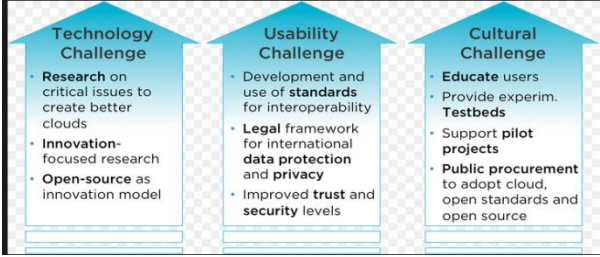 Technology
Challenge
• Research on
critical issues to
create better
clouds
• Innovation-
focused research
• Open-source as
innovation model
Usability
Challenge
• Development and
use of standards
for interoperability
• Legal framework
for international
data protection
and privacy
• Improved trust and
security levels
Cultural
Challenge
• Educate users
• Provide experim.
Testbeds
• Support pilot
projects
• Public procurement
to adopt cloud,
open standards and
open source